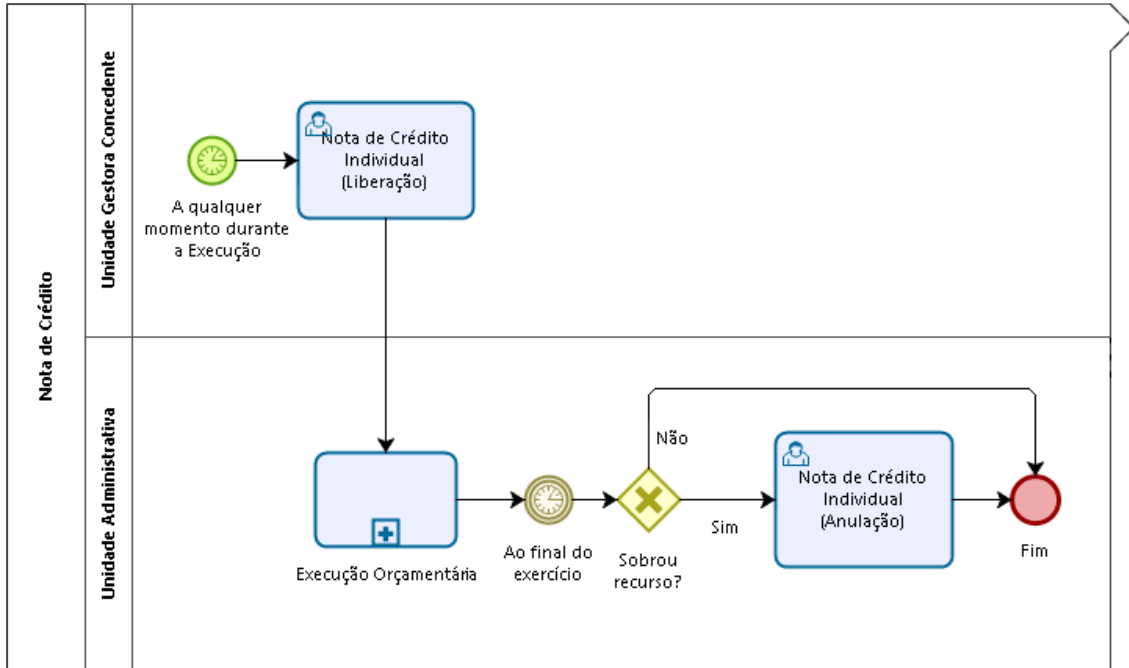 Nota de Crédito
Unidade Gestora Concedente
A qualquer
momento durante
a Execução
Nota de Crédito
Individual
(Liberação)
Unidade Administrativa
Execução Orçamentária
Ao final do
exercício
Sobrou
recurso?
Não
Sim
Nota de Crédito
Individual
(Anulação)
Fim